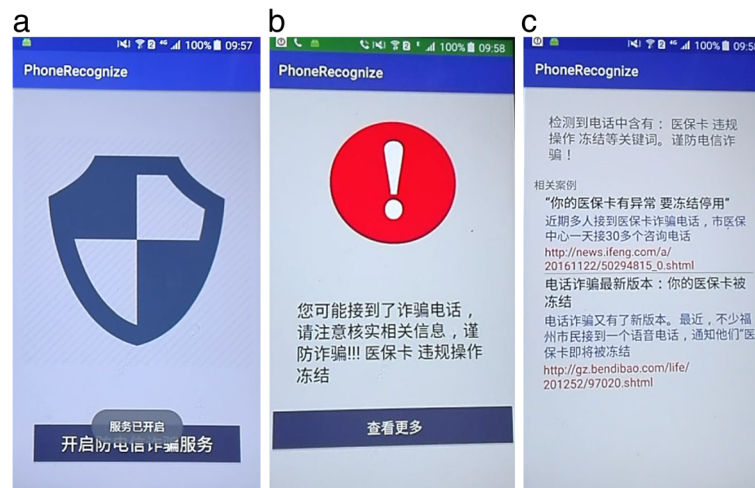 a
4G 100% 09:57
PhoneRecognize
服务已开启
开启防电信诈骗服务
b
100% 09:58
PhoneRecognize
您可能接到了诈骗电话，
请注意核实相关信息，谨
防诈骗!!! 医保卡 违规操作
冻结
查看更多
c
4G 100% 09:58
PhoneRecognize
检测到电话中含有： 医保卡 违规
操作 冻结等关键词。谨防电信诈
骗！
相关案例
“你的医保卡有异常 要冻结停用”
近期多人接到医保卡诈骗电话，市医保
中心一天接30多个咨询电话
http://news.ifeng.com/a/
20161122/50294815_0.shtml
电话诈骗最新版本：你的医保卡被
冻结
电话诈骗又有了新版本。最近，不少福
州市民接到一个语音电话，通知他们“医
保卡即将被冻结
http://gz.bendibao.com/life/
201252/97020.shtml